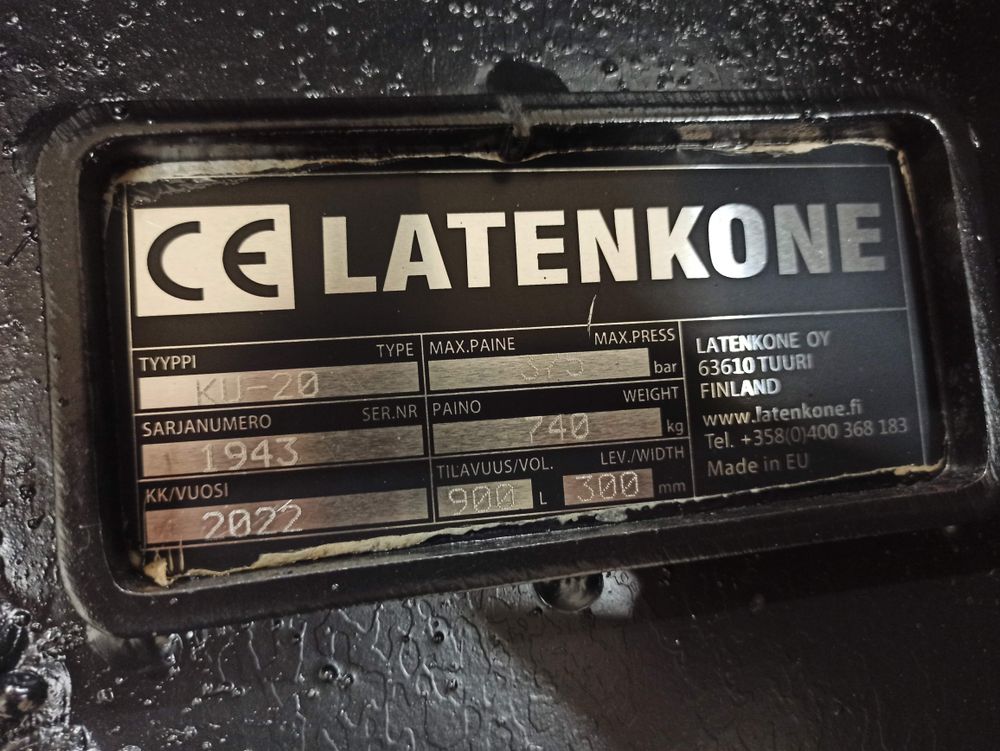 CE LATENKONE
TYYPPI TYPE
KU-20
SARJANUMERO SER.NR
1943
KK/VUOSI
2022
MAX.PAINE MAX.PRESS
375 bar
PAINO WEIGHT
740 kg
TILAVUUS/VOL. LEV./WIDTH
900 L 300 mm
LATENKONE OY
63610 TUURI
FINLAND
www.latenkone.fi
Tel. +358(0)400 368 183
Made in EU